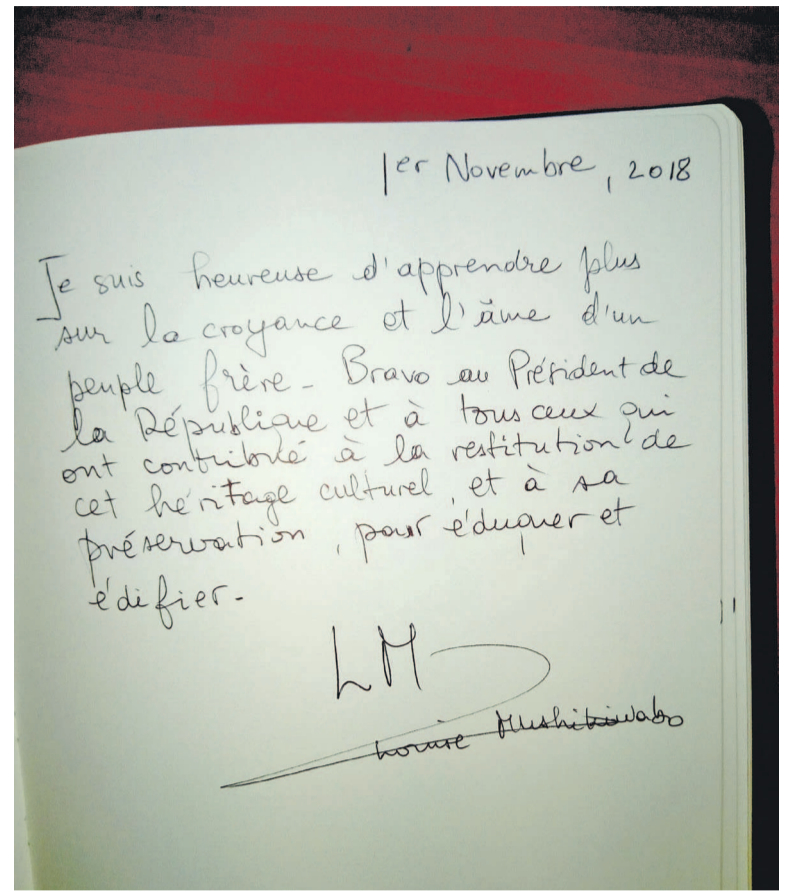 1er Novembre, 2018
Je suis heureuse d'apprendre plus
sur la croyance et l'âme d'un
peuple frère - Bravo au Président de
la République et à tous ceux qui
ont contribué à la restitution de
cet héritage culturel, et à sa
préservation, pour éduquer et
édifier -
LM
Louise Mushikiwabo